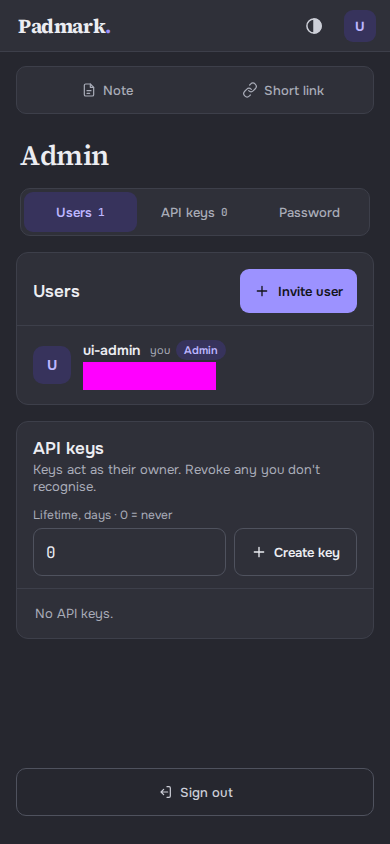 Padmark.
U
Note
Short link
Admin
Users 1
API keys 0
Password
Users
Invite user
U
ui-admin you Admin
API keys
Keys act as their owner. Revoke any you don't
recognise.
Lifetime, days · 0 = never
0
Create key
No API keys.
Sign out